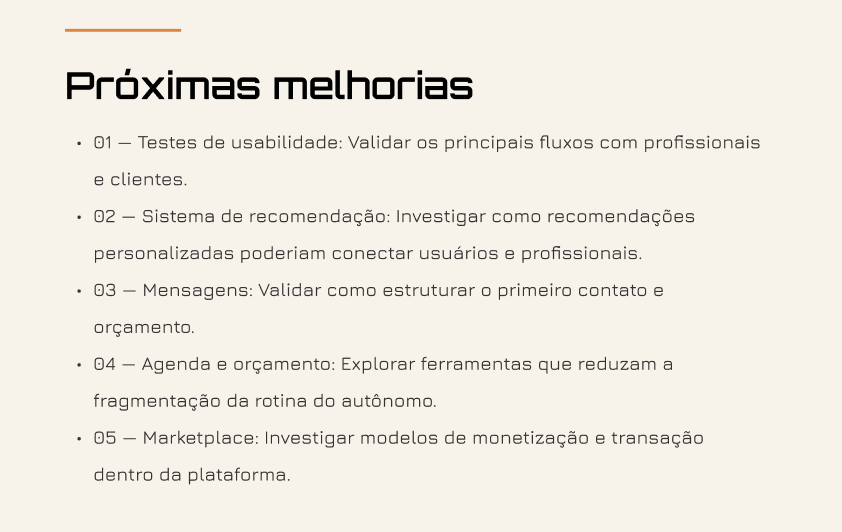 Próximas melhorias
• 01 — Testes de usabilidade: Validar os principais fluxos com profissionais
e clientes.
• 02 — Sistema de recomendação: Investigar como recomendações
personalizadas poderiam conectar usuários e profissionais.
• 03 — Mensagens: Validar como estruturar o primeiro contato e
orçamento.
• 04 — Agenda e orçamento: Explorar ferramentas que reduzam a
fragmentação da rotina do autônomo.
• 05 — Marketplace: Investigar modelos de monetização e transação
dentro da plataforma.